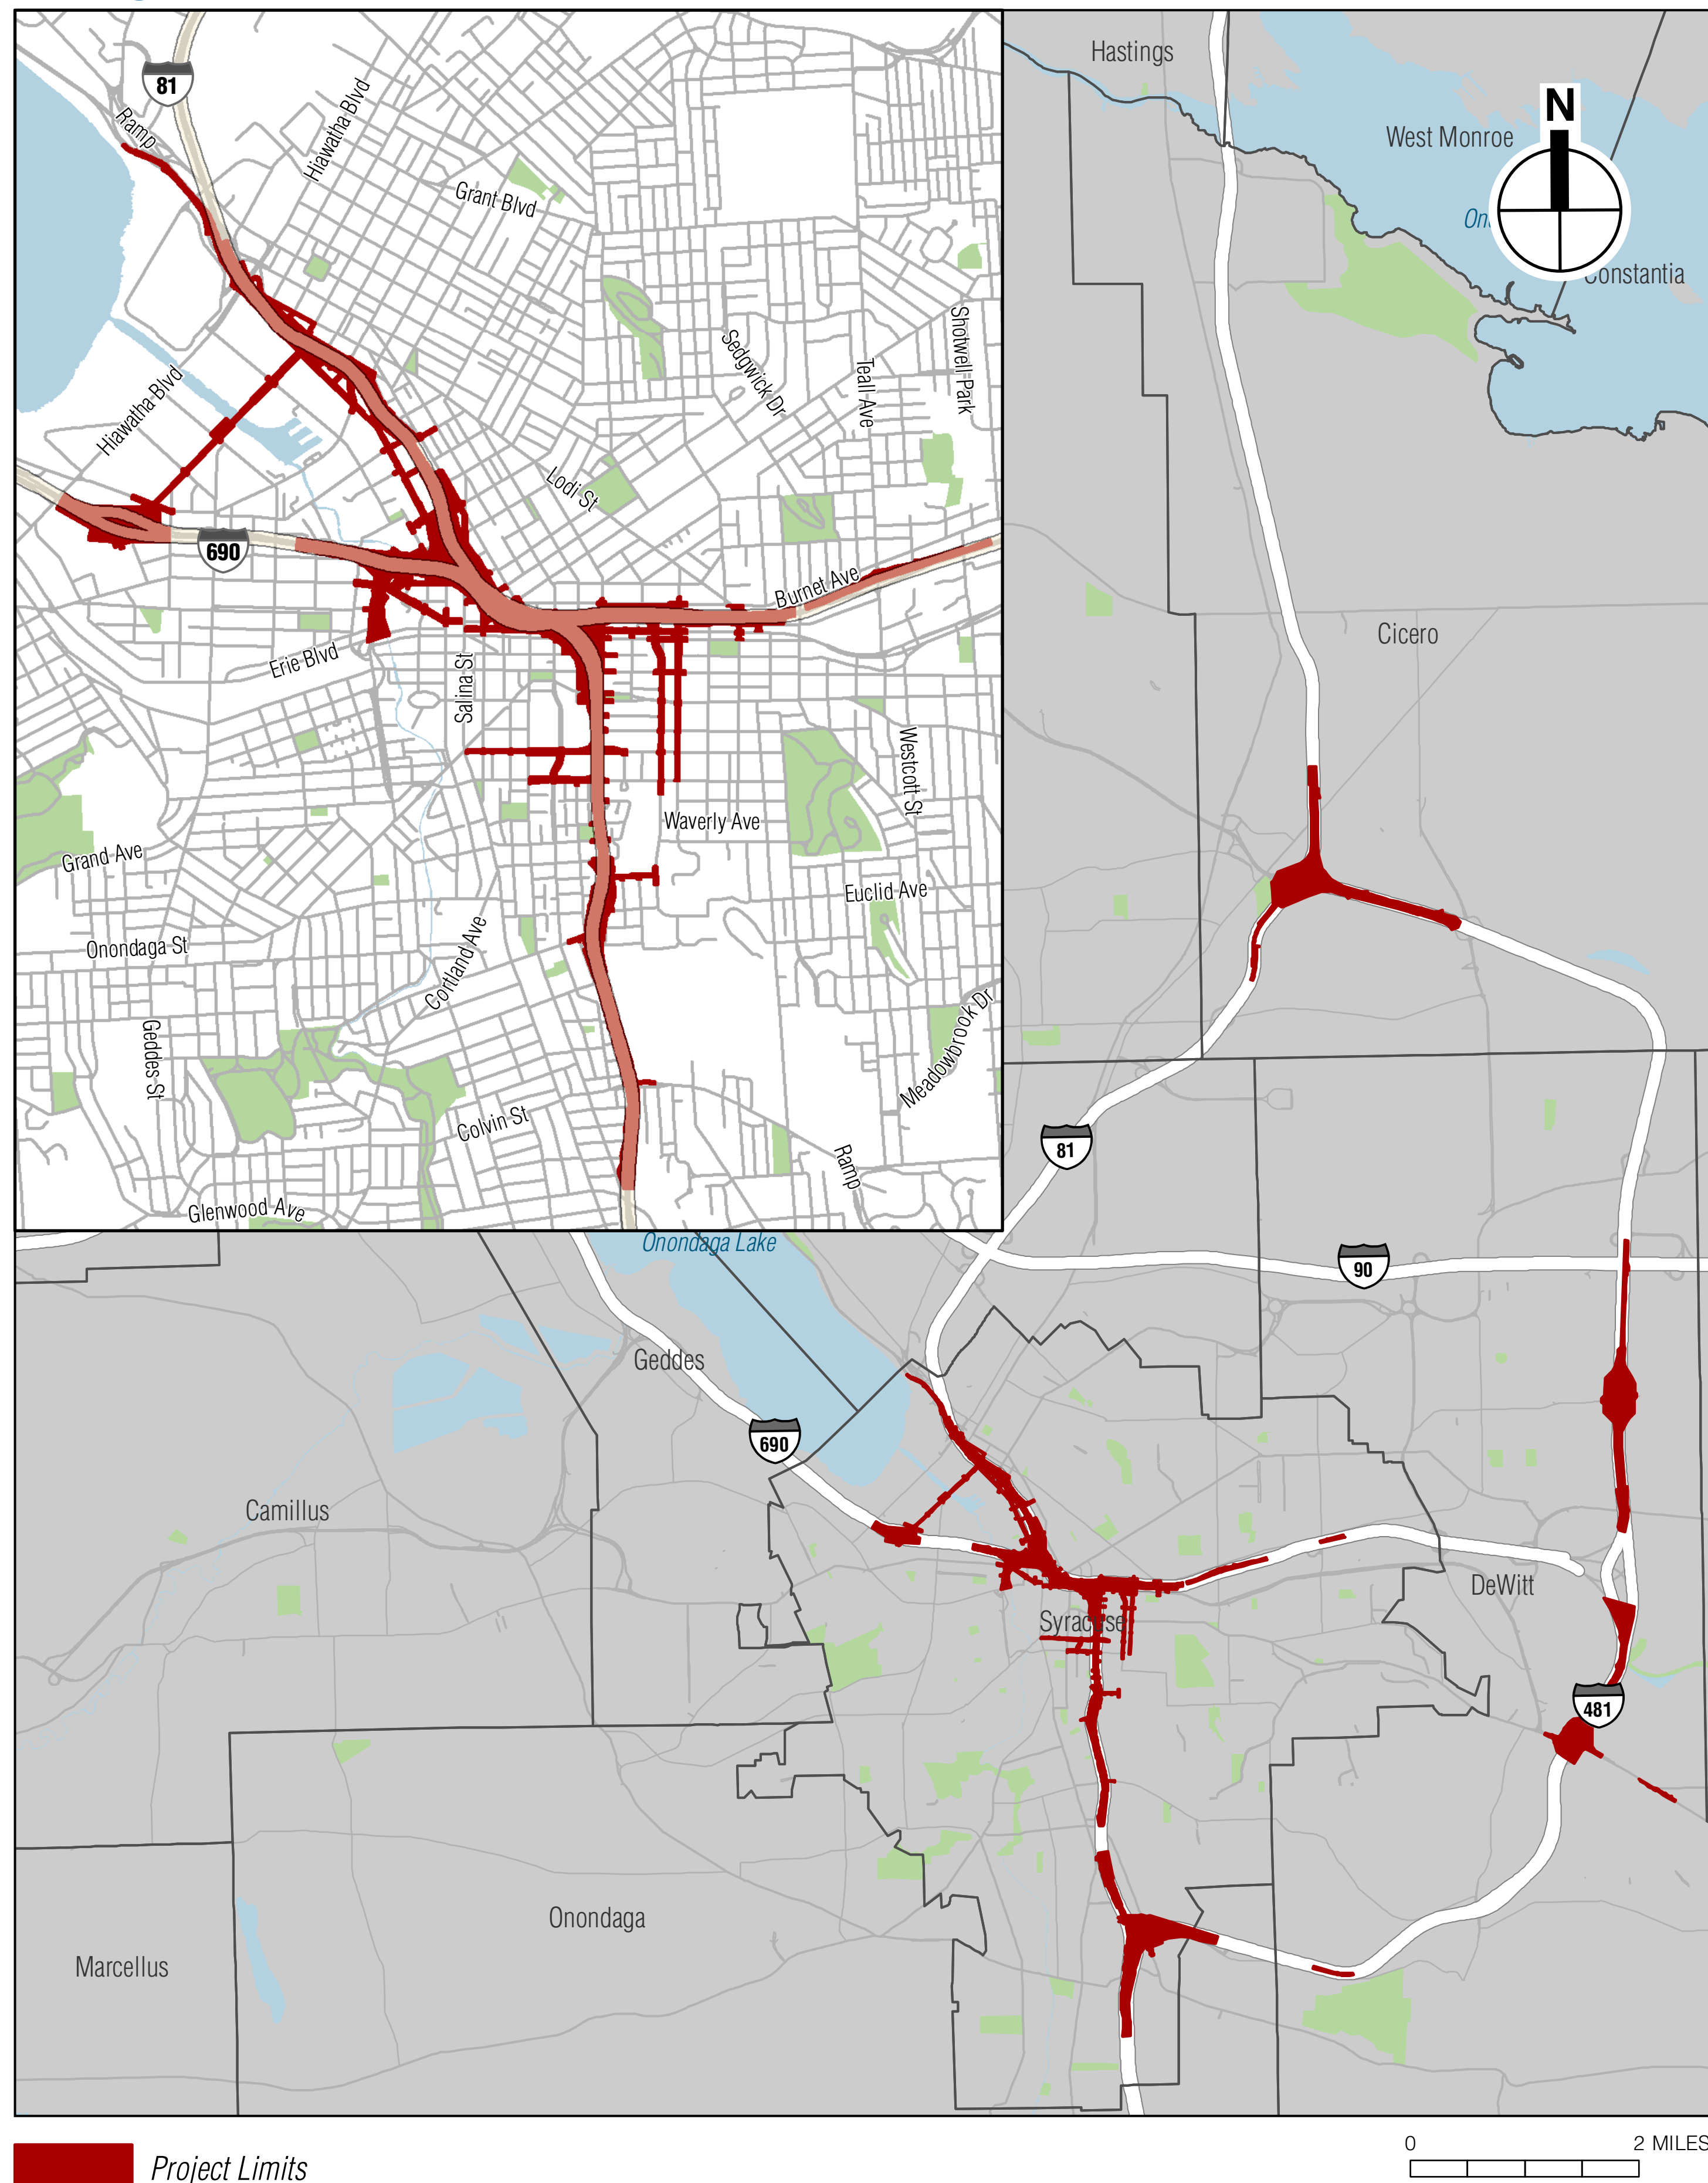 81
Ramp
Hiawatha Blvd
Grant Blvd
Sedgwick Dr
Teall Ave
Shotwell Park
Hiawatha Blvd
Lodi St
690
Burnet Ave
Erie Blvd
Salina St
Westcott St
Waverly Ave
Grand Ave
Euclid Ave
Onondaga St
Cortland Ave
Geddes St
Meadowbrook Dr
Colvin St
Ramp
Glenwood Ave
Hastings
West Monroe
N
Constantia
Cicero
81
90
Onondaga Lake
Geddes
690
Camillus
DeWitt
Syracuse
481
Onondaga
Marcellus
Project Limits
0 2 MILES